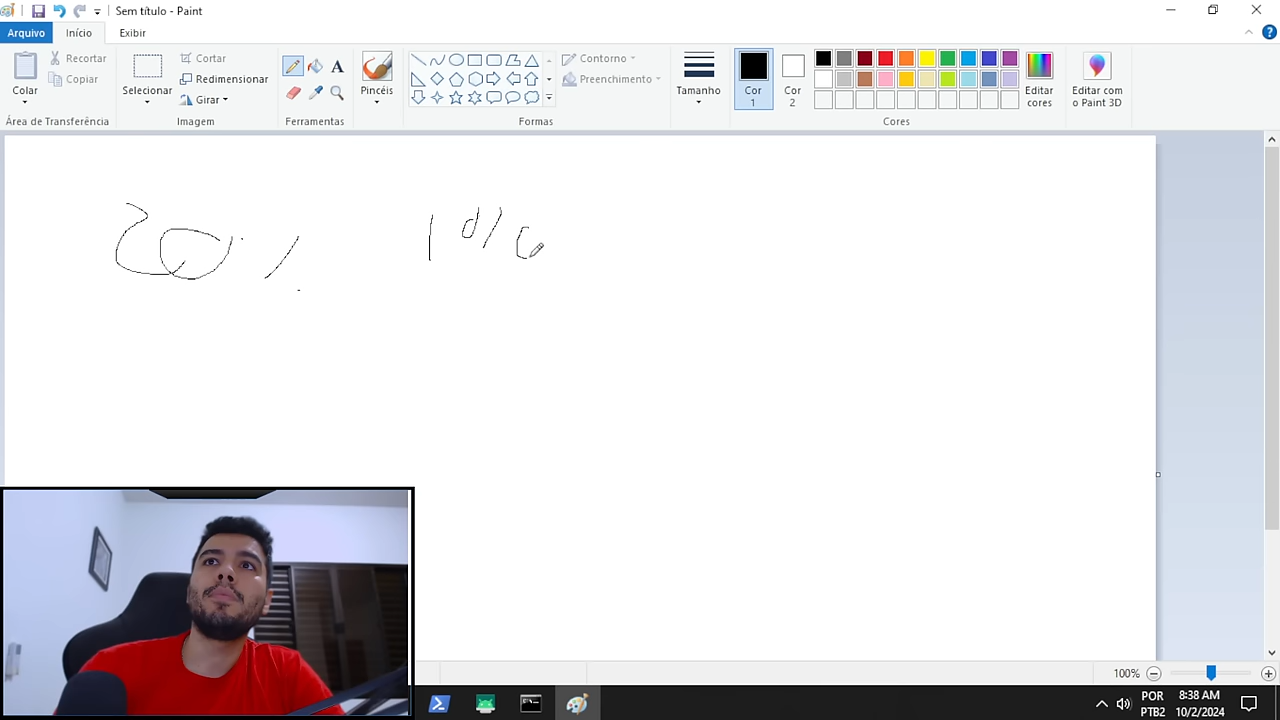 Sem título - Paint
Arquivo Início Exibir
Colar
Recortar
Copiar
Área de Transferência
Selecionar
Cortar
Redimensionar
Girar
Imagem
A
Ferramentas
Pincéis
Contorno
Preenchimento
Formas
Tamanho
Cor
1
Cor
2
Editar
cores
Cores
Editar com
o Paint 3D
20%
100%
POR
PTB2
8:38 AM
10/2/2024